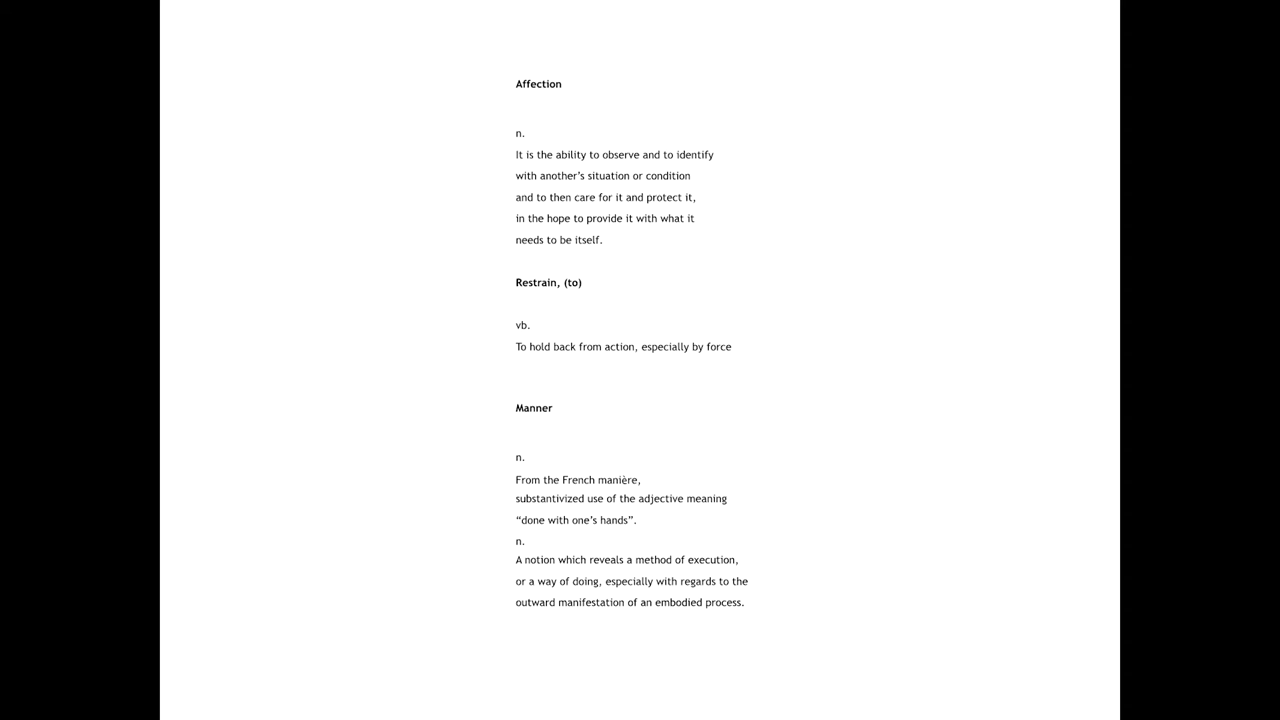 Affection
n.
It is the ability to observe and to identify
with another’s situation or condition
and to then care for it and protect it,
in the hope to provide it with what it
needs to be itself.
Restrain, (to)
vb.
To hold back from action, especially by force
Manner
n.
From the French manière,
substantivized use of the adjective meaning
“done with one’s hands”.
n.
A notion which reveals a method of execution,
or a way of doing, especially with regards to the
outward manifestation of an embodied process.